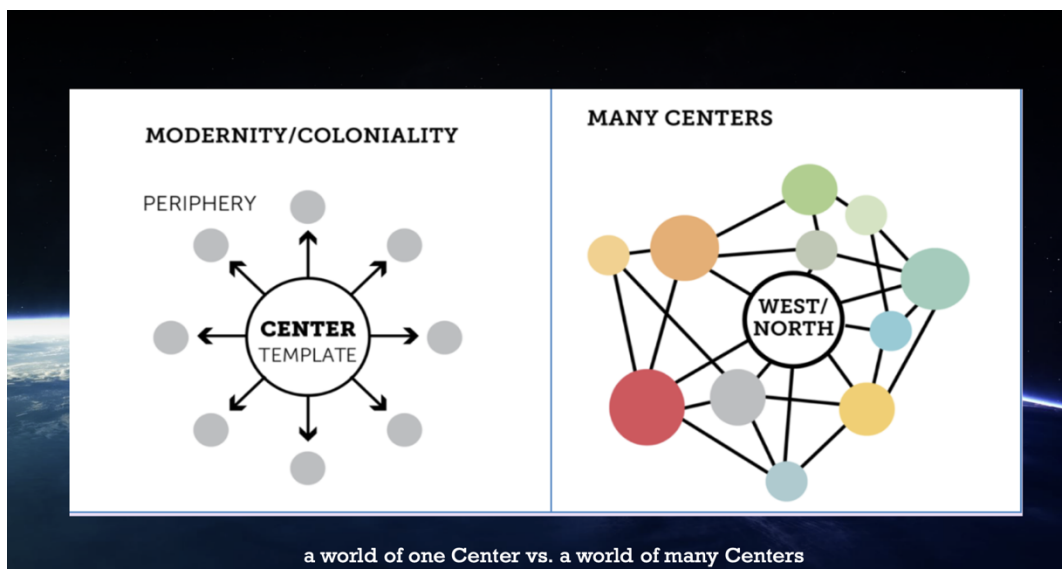 MODERNITY/COLONIALITY
PERIPHERY
CENTER
TEMPLATE
MANY CENTERS
WEST/
NORTH
a world of one Center vs. a world of many Centers